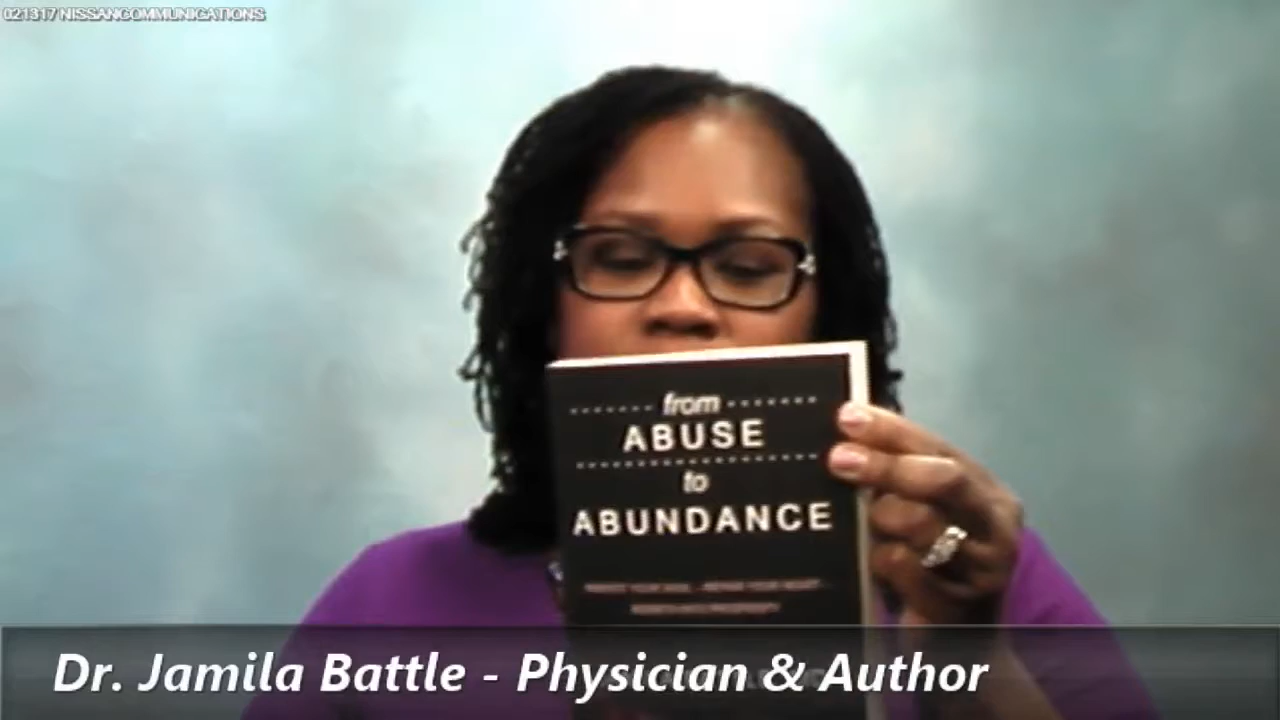 021317 NISSANCOMMUNICATIONS
from
ABUSE
to
ABUNDANCE
Dr. Jamila Battle - Physician & Author